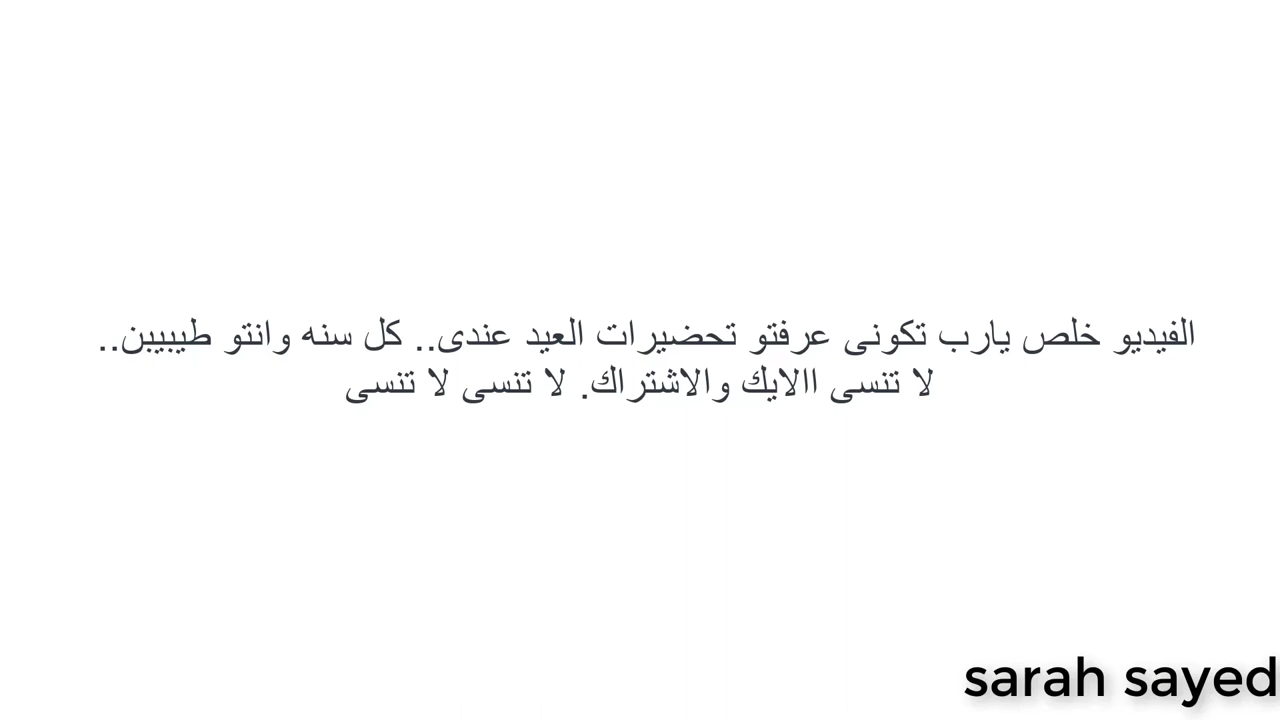 الفيديو خلص يارب تكونى عرفتو تحضيرات العيد عندى.. كل سنه وانتو طيبيبن..
لا تنسى االايك والاشتراك. لا تنسى لا تنسى
sarah sayed